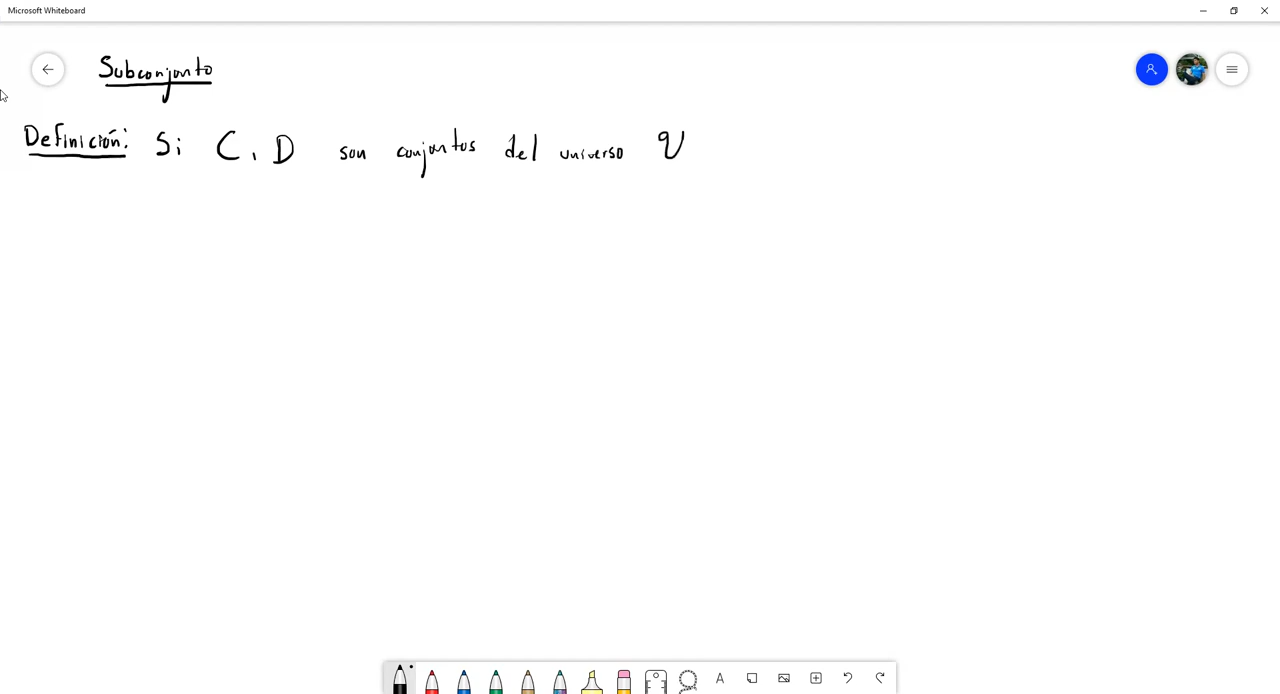 Microsoft Whiteboard
Subconjunto
Definición: Si C, D son conjuntos del universo U